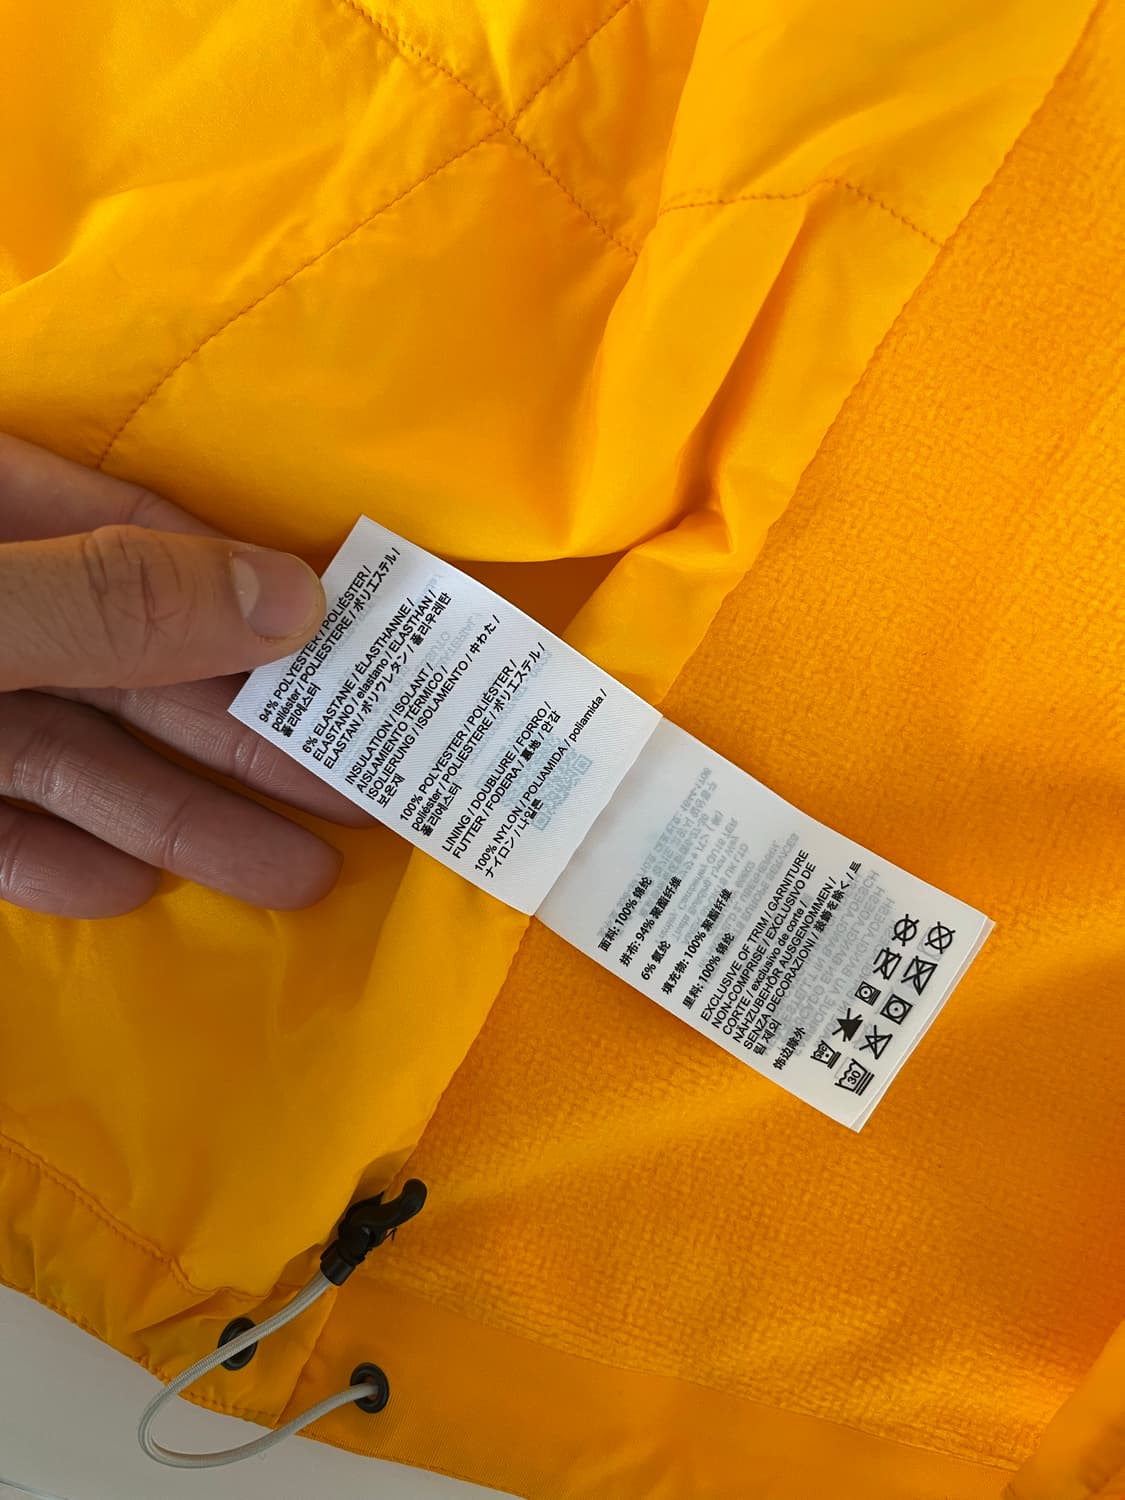 94% POLYESTER / POLIÉSTER /
poliéster / POLIESTERE / ポリエステル /
폴리에스터
6% ELASTANE / ÉLASTHANNE /
ELASTANO / elastano / ELASTHAN /
ELASTAN / ポリウレタン / 폴리우레탄
INSULATION / ISOLANT /
AISLAMIENTO TÉRMICO /
ISOLIERUNG / ISOLAMENTO / 中わた /
보온재
100% POLYESTER / POLIÉSTER /
poliéster / POLIESTERE / ポリエステル /
폴리에스터
LINING / DOUBLURE / FORRO /
FUTTER / FODERA / 裏地 / 안감
100% NYLON / POLIAMIDA / poliamida /
ナイロン / 나일론
面料: 100% 锦纶
拼布: 94% 聚酯纤维
6% 氨纶
填充物: 100% 聚酯纤维
里料: 100% 锦纶
EXCLUSIVE OF TRIM / GARNITURE
NON-COMPRISE / EXCLUSIVO DE
CORTE / exclusivo de corte /
NÄHZUBEHÖR AUSGENOMMEN /
SENZA DECORAZIONI / 装飾を除く / 트
림 제외
饰边除外
30